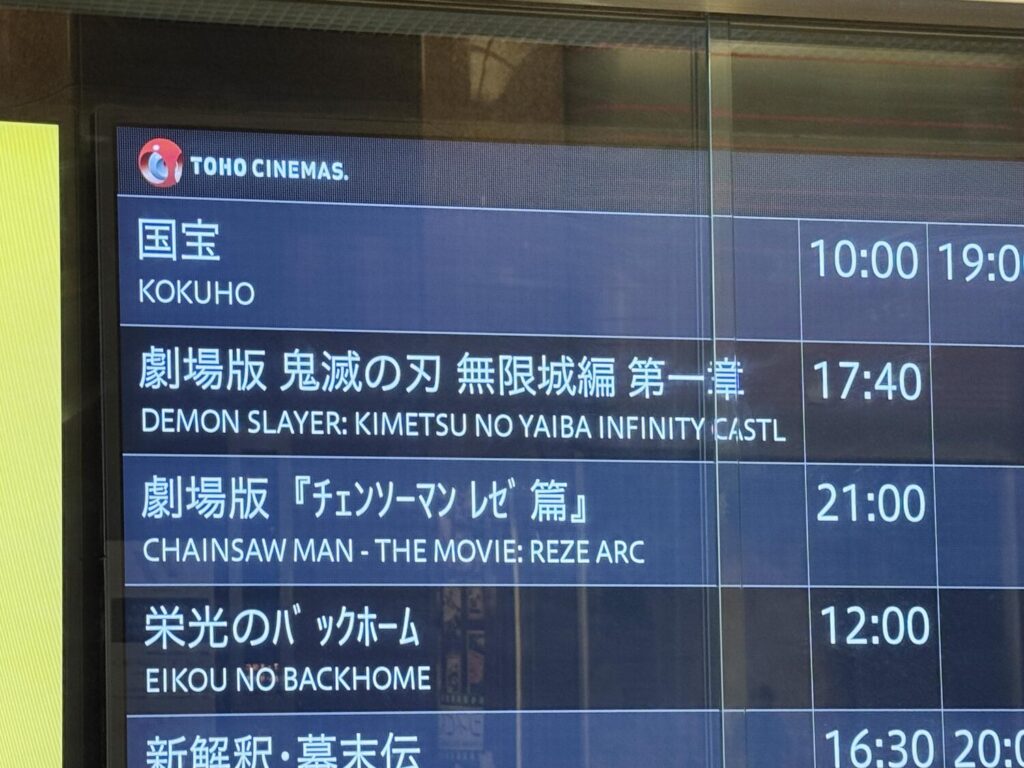 TOHO CINEMAS.
国宝
KOKUHO
10:00 19:0
劇場版 鬼滅の刃 無限城編 第一章
DEMON SLAYER: KIMETSU NO YAIBA INFINITY CASTL
17:40
劇場版 『ﾁｪﾝｿｰﾏﾝ ﾚｾﾞ篇』
CHAINSAW MAN - THE MOVIE: REZE ARC
21:00
栄光のﾊﾞｯｸﾎｰﾑ
EIKOU NO BACKHOME
12:00
新解釈･幕末伝
16:30 20:0